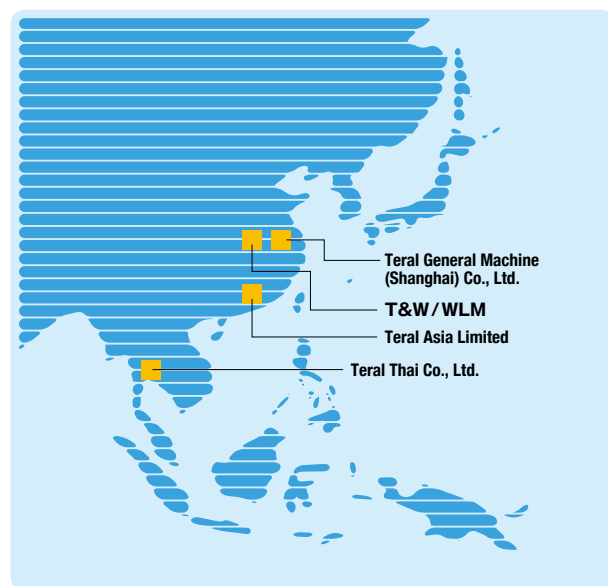 Teral General Machine
(Shanghai) Co., Ltd.
T&W/WLM
Teral Asia Limited
Teral Thai Co., Ltd.